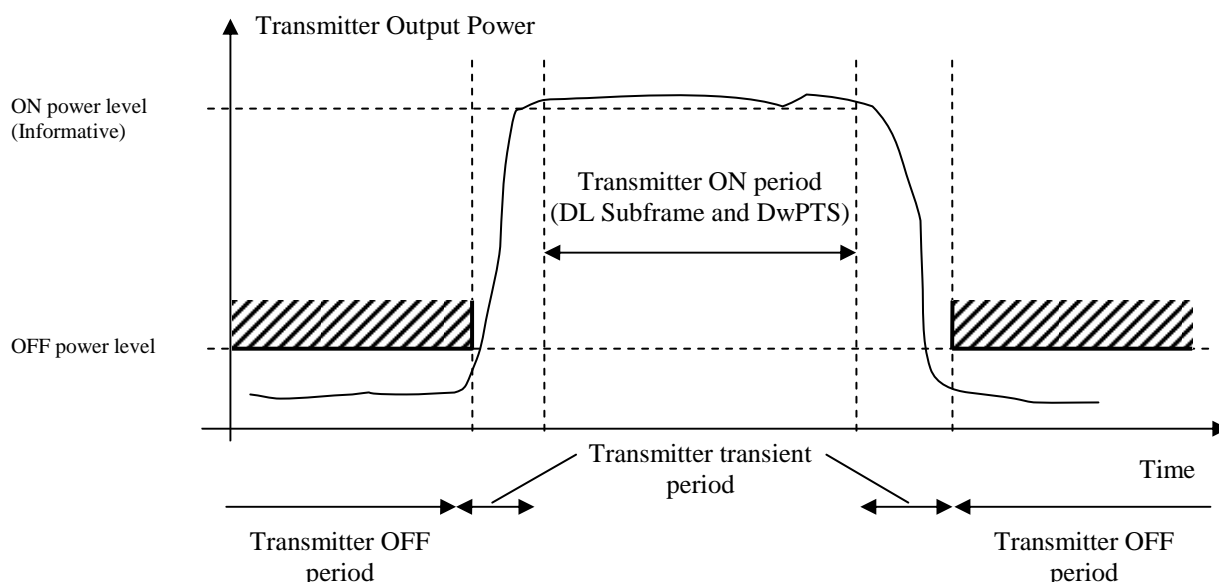 Transmitter Output Power
ON power level
(Informative)
Transmitter ON period
(DL Subframe and DwPTS)
OFF power level
Transmitter transient
period
Time
Transmitter OFF
period
Transmitter OFF
period